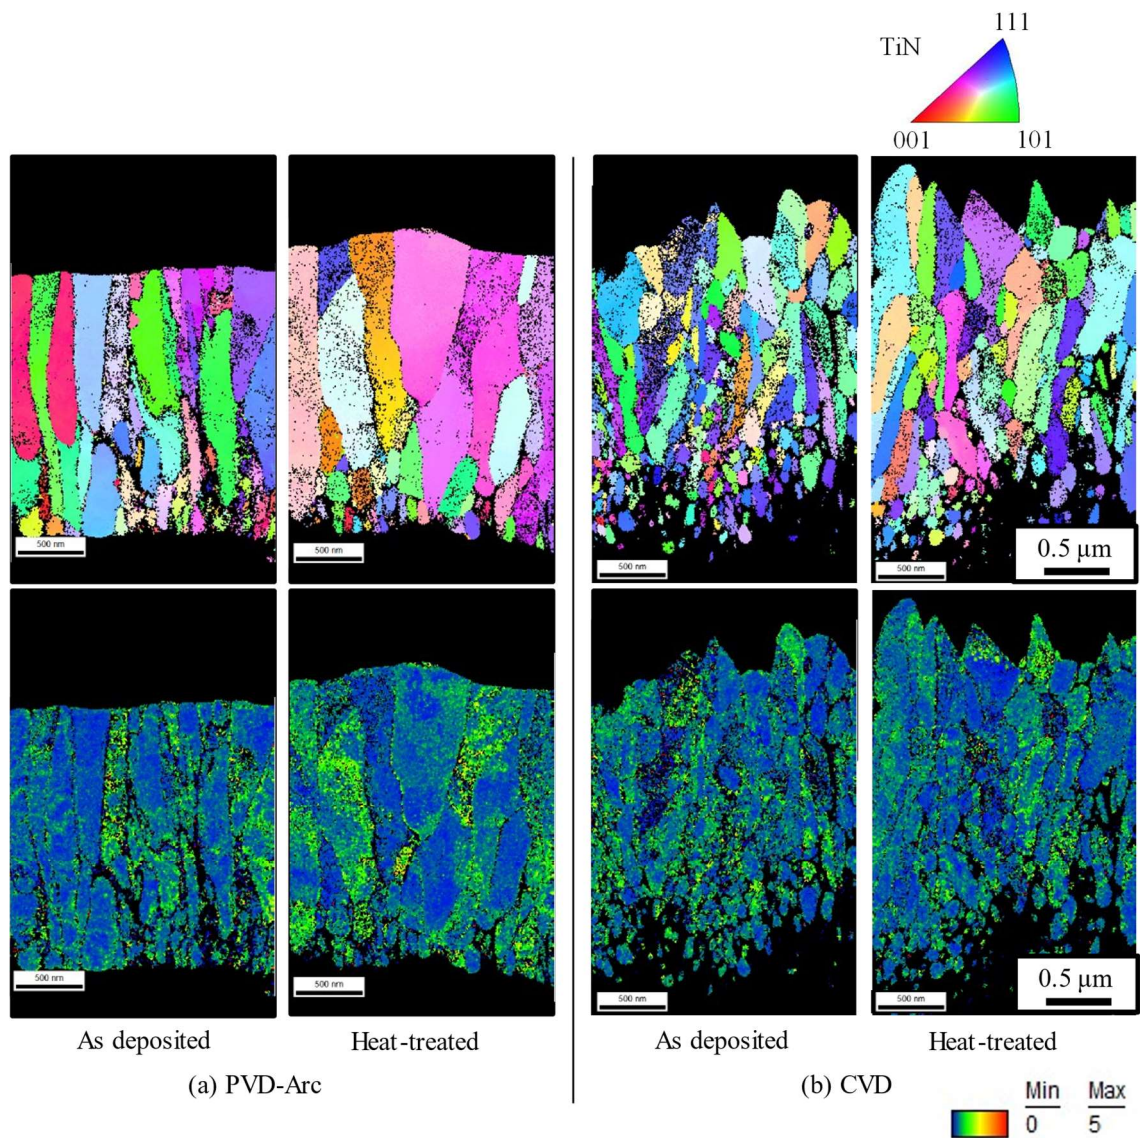 111
TiN
001
101
500 nm
500 nm
500 nm
500 nm
0.5 µm
500 nm
500 nm
500 nm
500 nm
0.5 µm
As deposited
Heat-treated
As deposited
Heat-treated
(a) PVD-Arc
(b) CVD
Min
Max
0
5